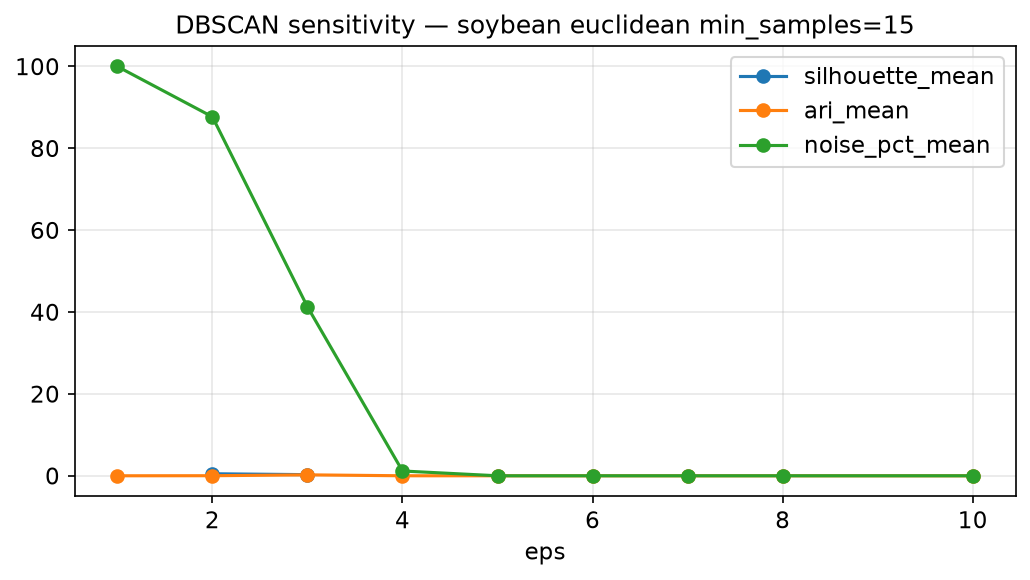 DBSCAN sensitivity — soybean euclidean min_samples=15
silhouette_mean
ari_mean
noise_pct_mean
100
80
60
40
20
0
2 4 6 8 10
eps